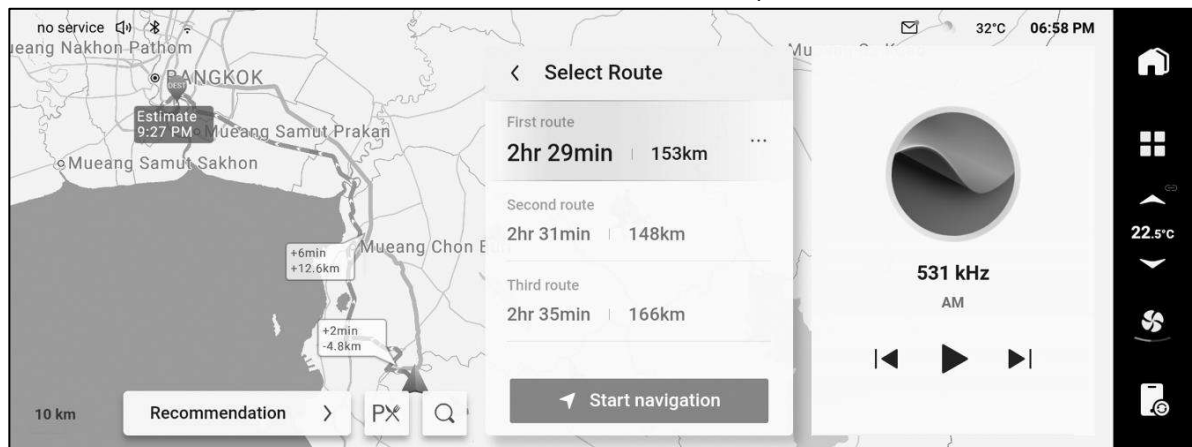 no service
32°C
06:58 PM
ueang Nakhon Pathom
BANGKOK
DEST
Estimate
9:27 PM
Mueang Samut Prakan
Mueang Samut Sakhon
Mueang Chon
+6min
+12.6km
+2min
-4.8km
10 km
Recommendation
P
Select Route
First route
2hr 29min
153km
...
Second route
2hr 31min
148km
Third route
2hr 35min
166km
Start navigation
531 kHz
AM
22.5°C